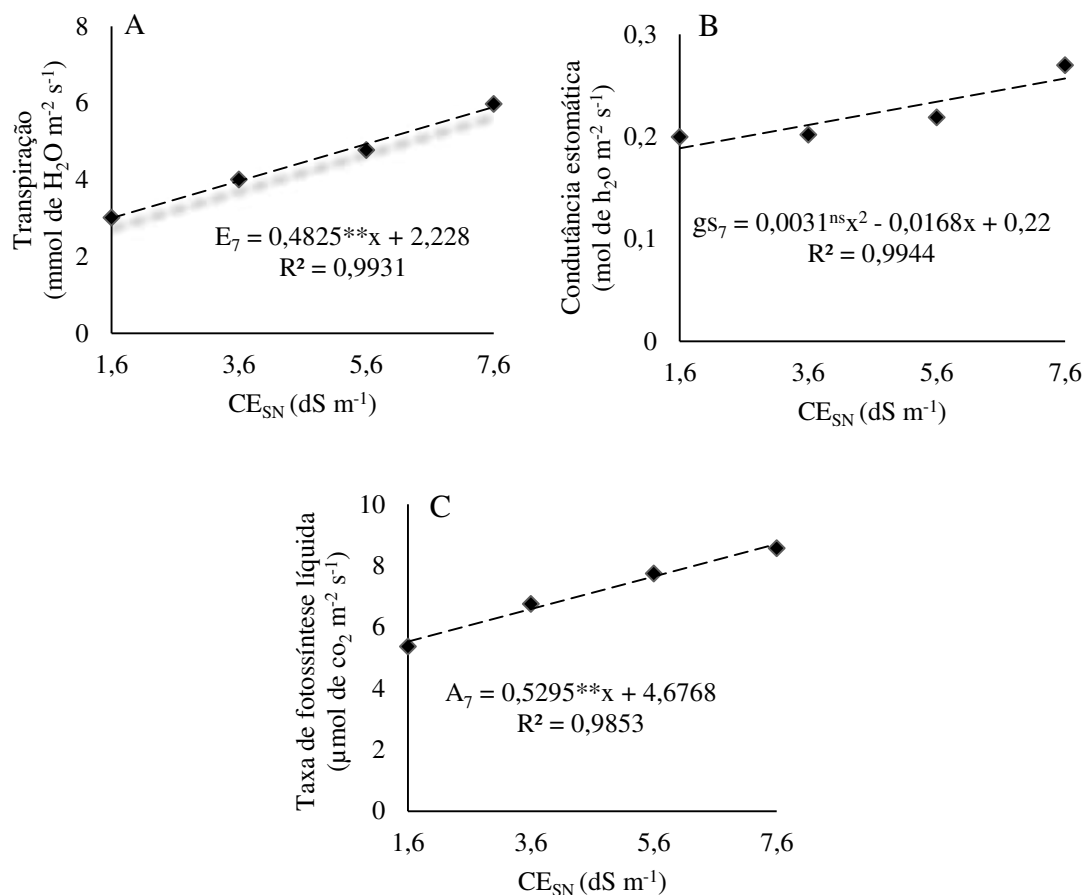 A
Transpiração
(mmol de H₂O m⁻² s⁻¹)
8
6
4
2
0
E₇ = 0,4825**x + 2,228
R² = 0,9931
1,6 3,6 5,6 7,6
CE_SN (dS m⁻¹)
B
Condutância estomática
(mol de h₂o m⁻² s⁻¹)
0,3
0,2
0,1
0
gs₇ = 0,0031ⁿˢx² - 0,0168x + 0,22
R² = 0,9944
1,6 3,6 5,6 7,6
CE_SN (dS m⁻¹)
C
Taxa de fotossíntese líquida
(µmol de co₂ m⁻² s⁻¹)
10
8
6
4
2
0
A₇ = 0,5295**x + 4,6768
R² = 0,9853
1,6 3,6 5,6 7,6
CE_SN (dS m⁻¹)